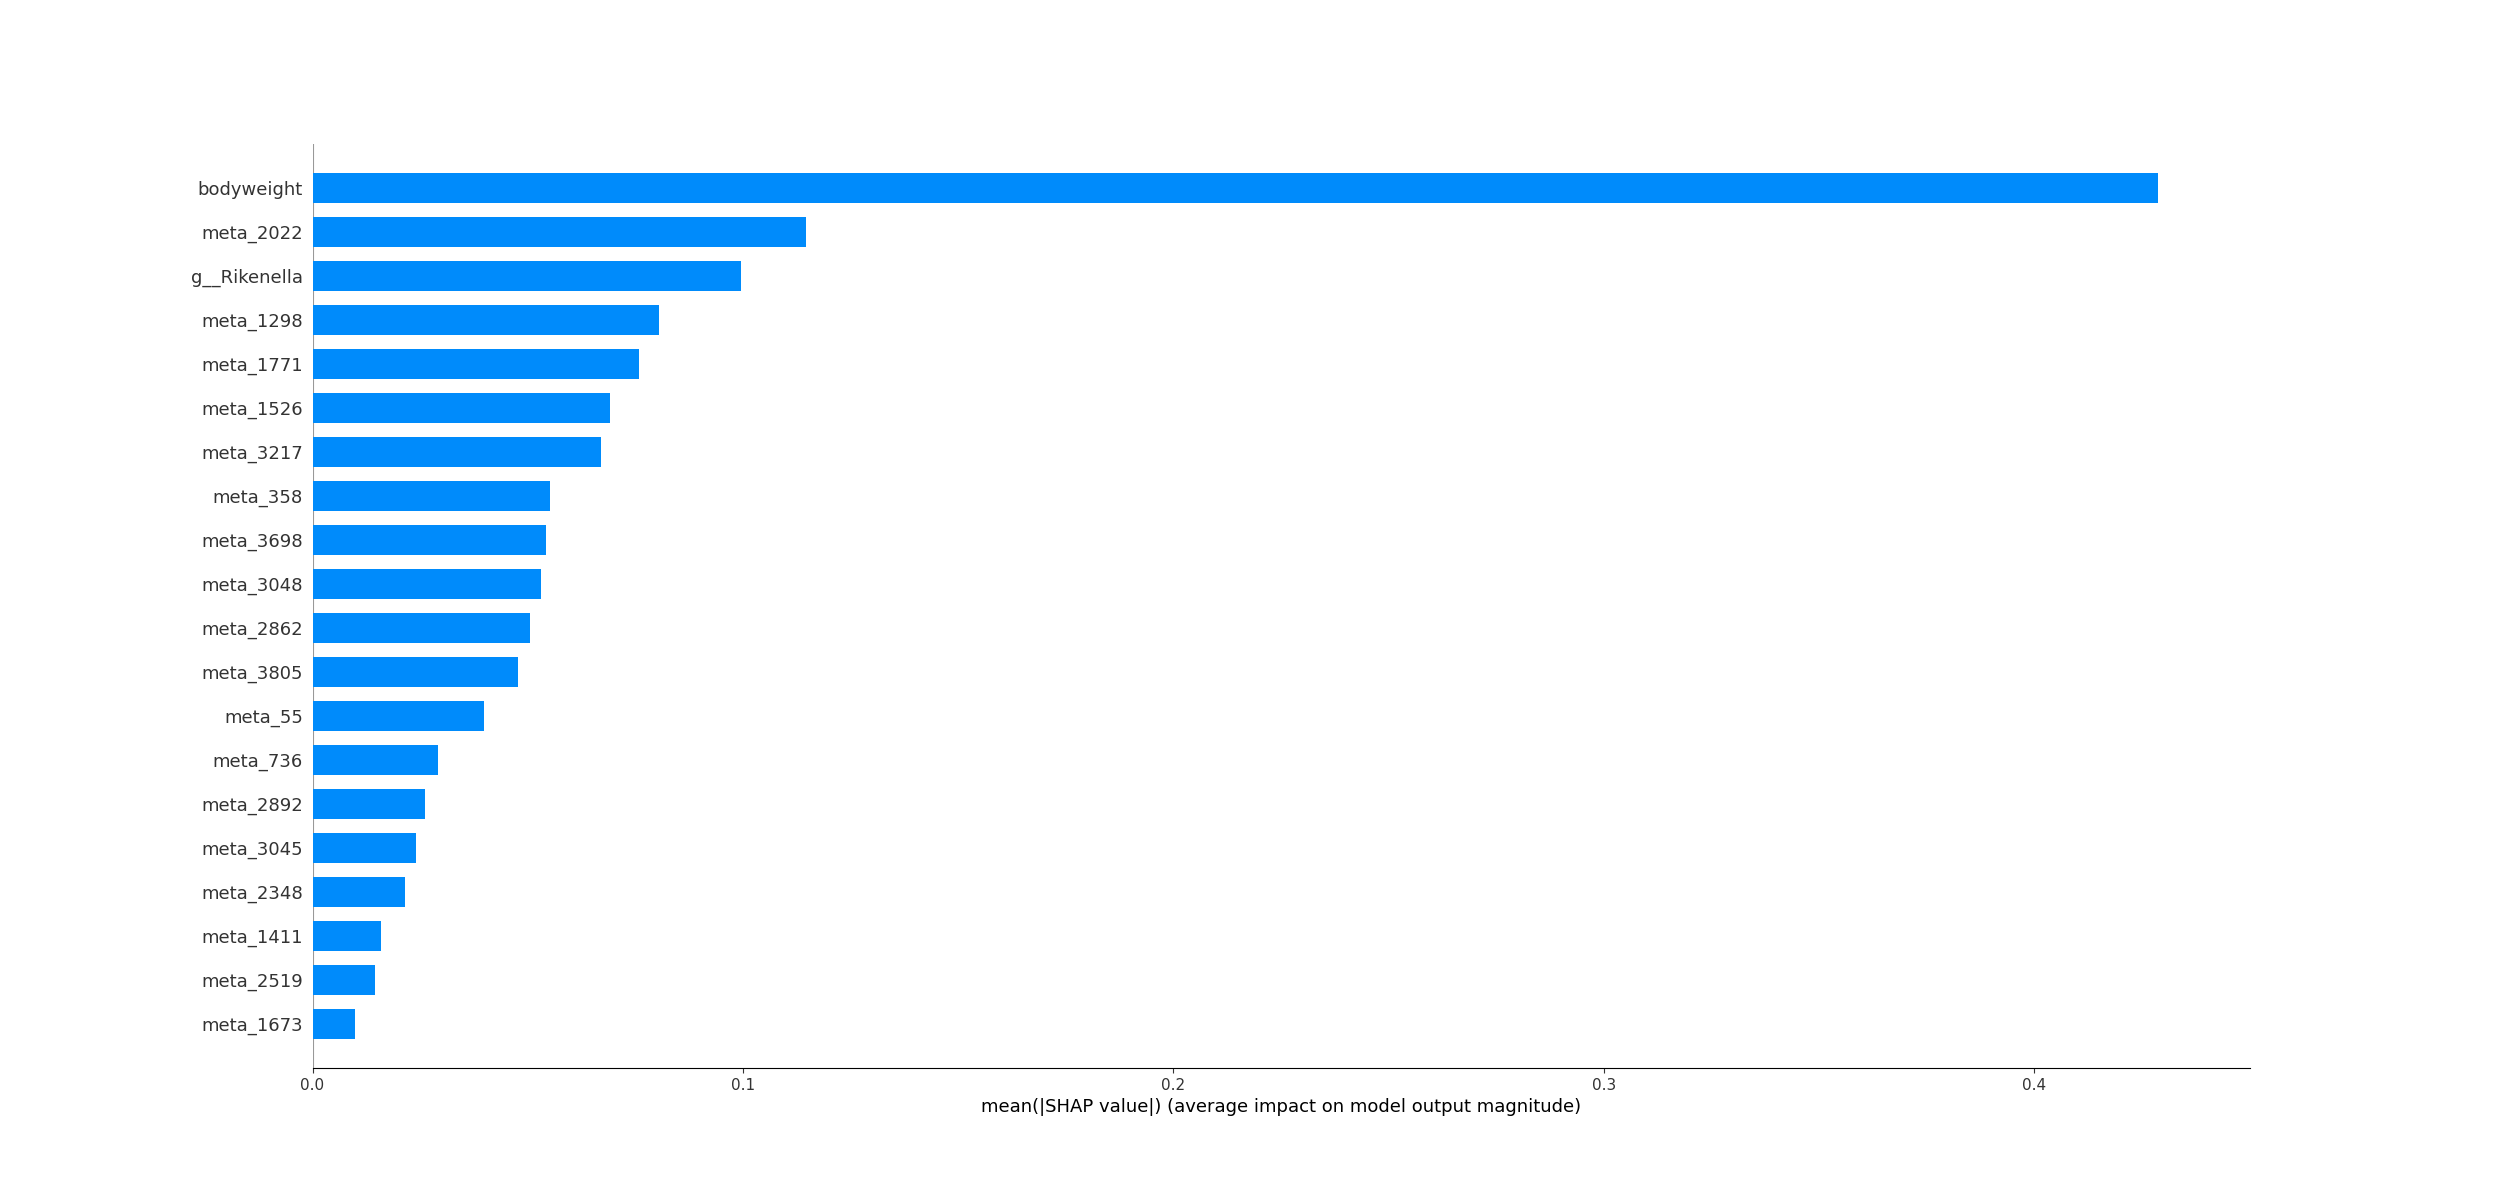 bodyweight
meta_2022
g__Rikenella
meta_1298
meta_1771
meta_1526
meta_3217
meta_358
meta_3698
meta_3048
meta_2862
meta_3805
meta_55
meta_736
meta_2892
meta_3045
meta_2348
meta_1411
meta_2519
meta_1673
0.0 0.1 0.2 0.3 0.4
mean(|SHAP value|) (average impact on model output magnitude)